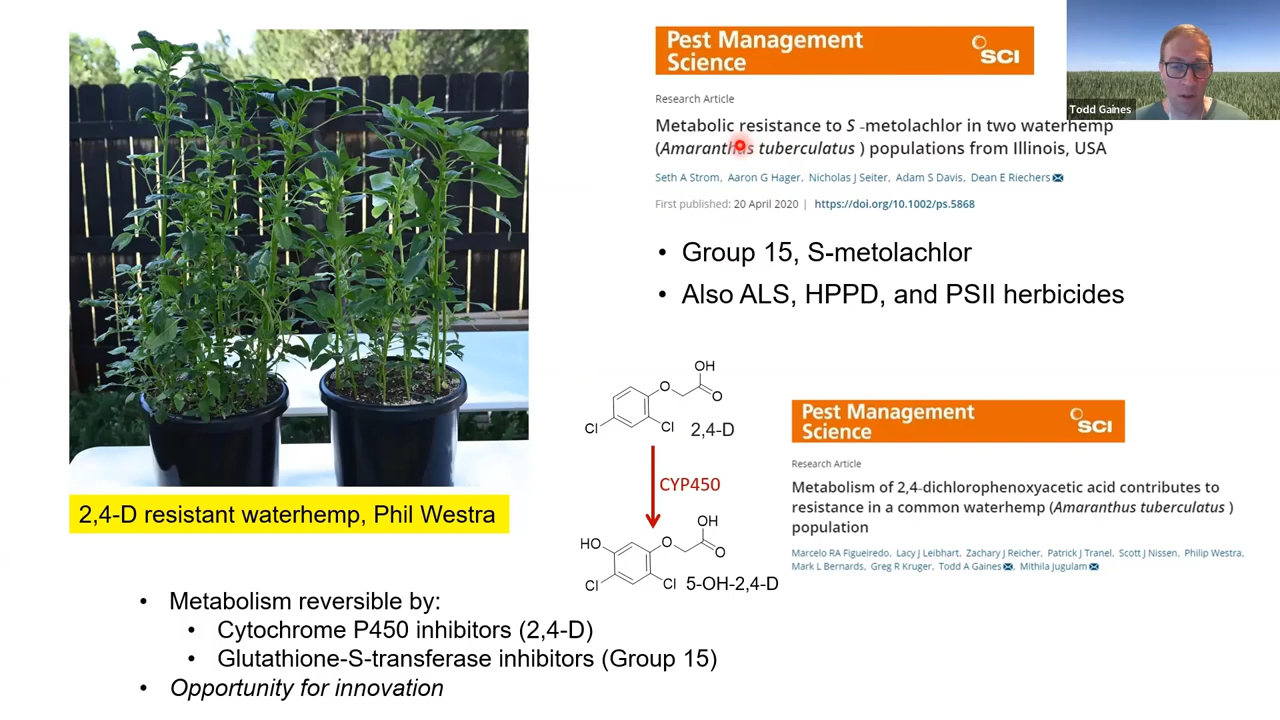 Pest Management
Science
SCI
Todd Gaines
Research Article
Metabolic resistance to S -metolachlor in two waterhemp
(Amaranthus tuberculatus ) populations from Illinois, USA
Seth A Strom, Aaron G Hager, Nicholas J Seiter, Adam S Davis, Dean E Riechers
First published: 20 April 2020 | https://doi.org/10.1002/ps.5868
• Group 15, S-metolachlor
• Also ALS, HPPD, and PSII herbicides
OH
O
O
Cl
Cl
2,4-D
CYP450
OH
HO
O
O
Cl
Cl
5-OH-2,4-D
Pest Management
Science
SCI
Research Article
Metabolism of 2,4-dichlorophenoxyacetic acid contributes to
resistance in a common waterhemp (Amaranthus tuberculatus )
population
Marcelo RA Figueiredo, Lacy J Leibhart, Zachary J Reicher, Patrick J Tranel, Scott J Nissen, Philip Westra,
Mark L Bernards, Greg R Kruger, Todd A Gaines, Mithila Jugulam
2,4-D resistant waterhemp, Phil Westra
• Metabolism reversible by:
• Cytochrome P450 inhibitors (2,4-D)
• Glutathione-S-transferase inhibitors (Group 15)
• Opportunity for innovation